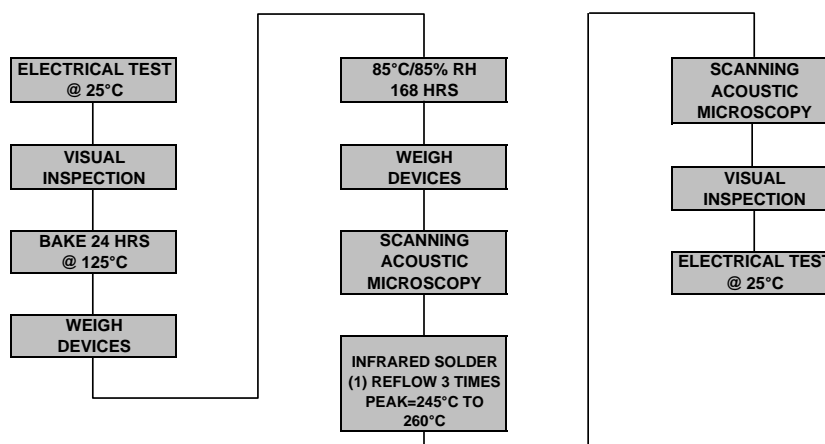 ELECTRICAL TEST
@ 25°C
VISUAL
INSPECTION
BAKE 24 HRS
@ 125°C
WEIGH
DEVICES
85°C/85% RH
168 HRS
WEIGH
DEVICES
SCANNING
ACOUSTIC
MICROSCOPY
INFRARED SOLDER
(1) REFLOW 3 TIMES
PEAK=245°C TO
260°C
SCANNING
ACOUSTIC
MICROSCOPY
VISUAL
INSPECTION
ELECTRICAL TEST
@ 25°C